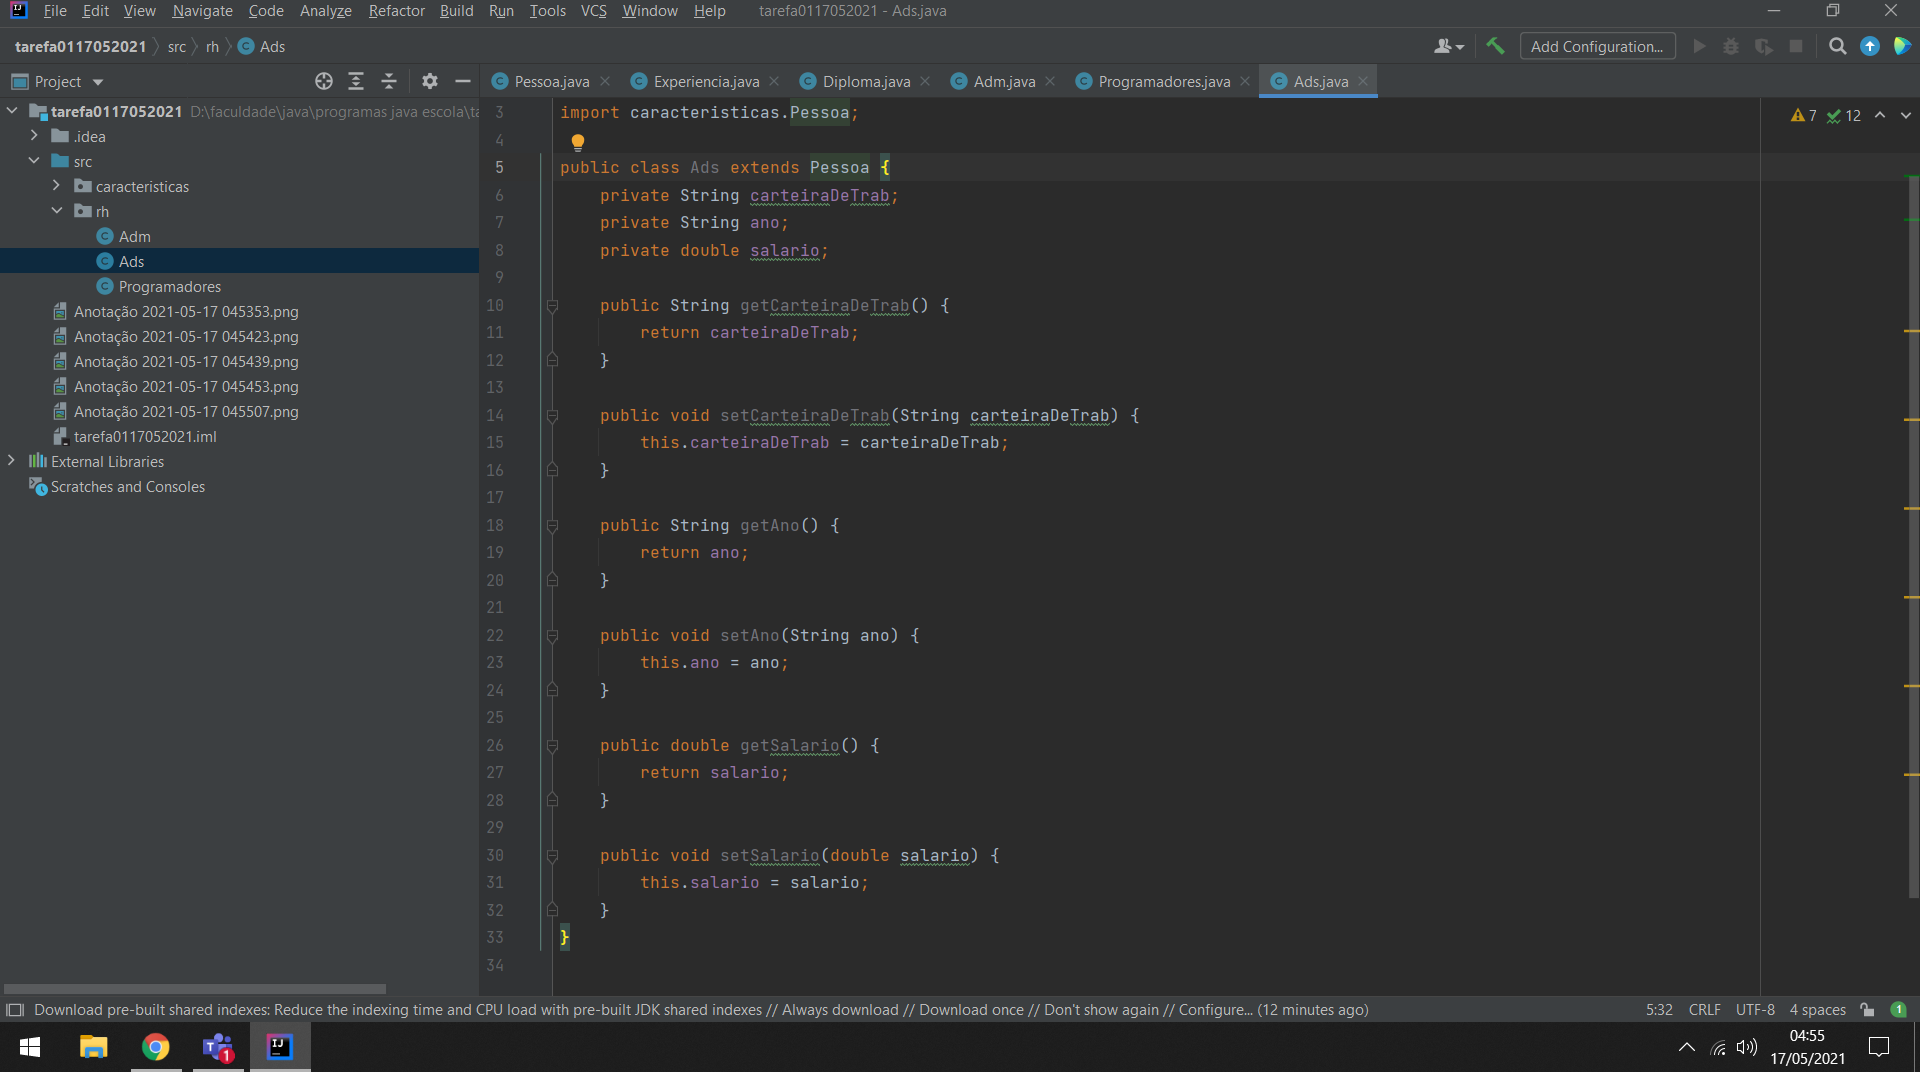 File Edit View Navigate Code Analyze Refactor Build Run Tools VCS Window Help tarefa0117052021 - Ads.java
tarefa0117052021 src rh Ads
Add Configuration...
Project
Pessoa.java Experiencia.java Diploma.java Adm.java Programadores.java Ads.java
tarefa0117052021 D:\faculdade\java\programas java escola\ta
.idea
src
caracteristicas
rh
Adm
Ads
Programadores
Anotação 2021-05-17 045353.png
Anotação 2021-05-17 045423.png
Anotação 2021-05-17 045439.png
Anotação 2021-05-17 045453.png
Anotação 2021-05-17 045507.png
tarefa0117052021.iml
External Libraries
Scratches and Consoles
7 12
3 import caracteristicas.Pessoa;
4
5 public class Ads extends Pessoa {
6 private String carteiraDeTrab;
7 private String ano;
8 private double salario;
9
10 public String getCarteiraDeTrab() {
11 return carteiraDeTrab;
12 }
13
14 public void setCarteiraDeTrab(String carteiraDeTrab) {
15 this.carteiraDeTrab = carteiraDeTrab;
16 }
17
18 public String getAno() {
19 return ano;
20 }
21
22 public void setAno(String ano) {
23 this.ano = ano;
24 }
25
26 public double getSalario() {
27 return salario;
28 }
29
30 public void setSalario(double salario) {
31 this.salario = salario;
32 }
33 }
34
Download pre-built shared indexes: Reduce the indexing time and CPU load with pre-built JDK shared indexes // Always download // Download once // Don't show again // Configure... (12 minutes ago) 5:32 CRLF UTF-8 4 spaces 1
1
04:55
17/05/2021